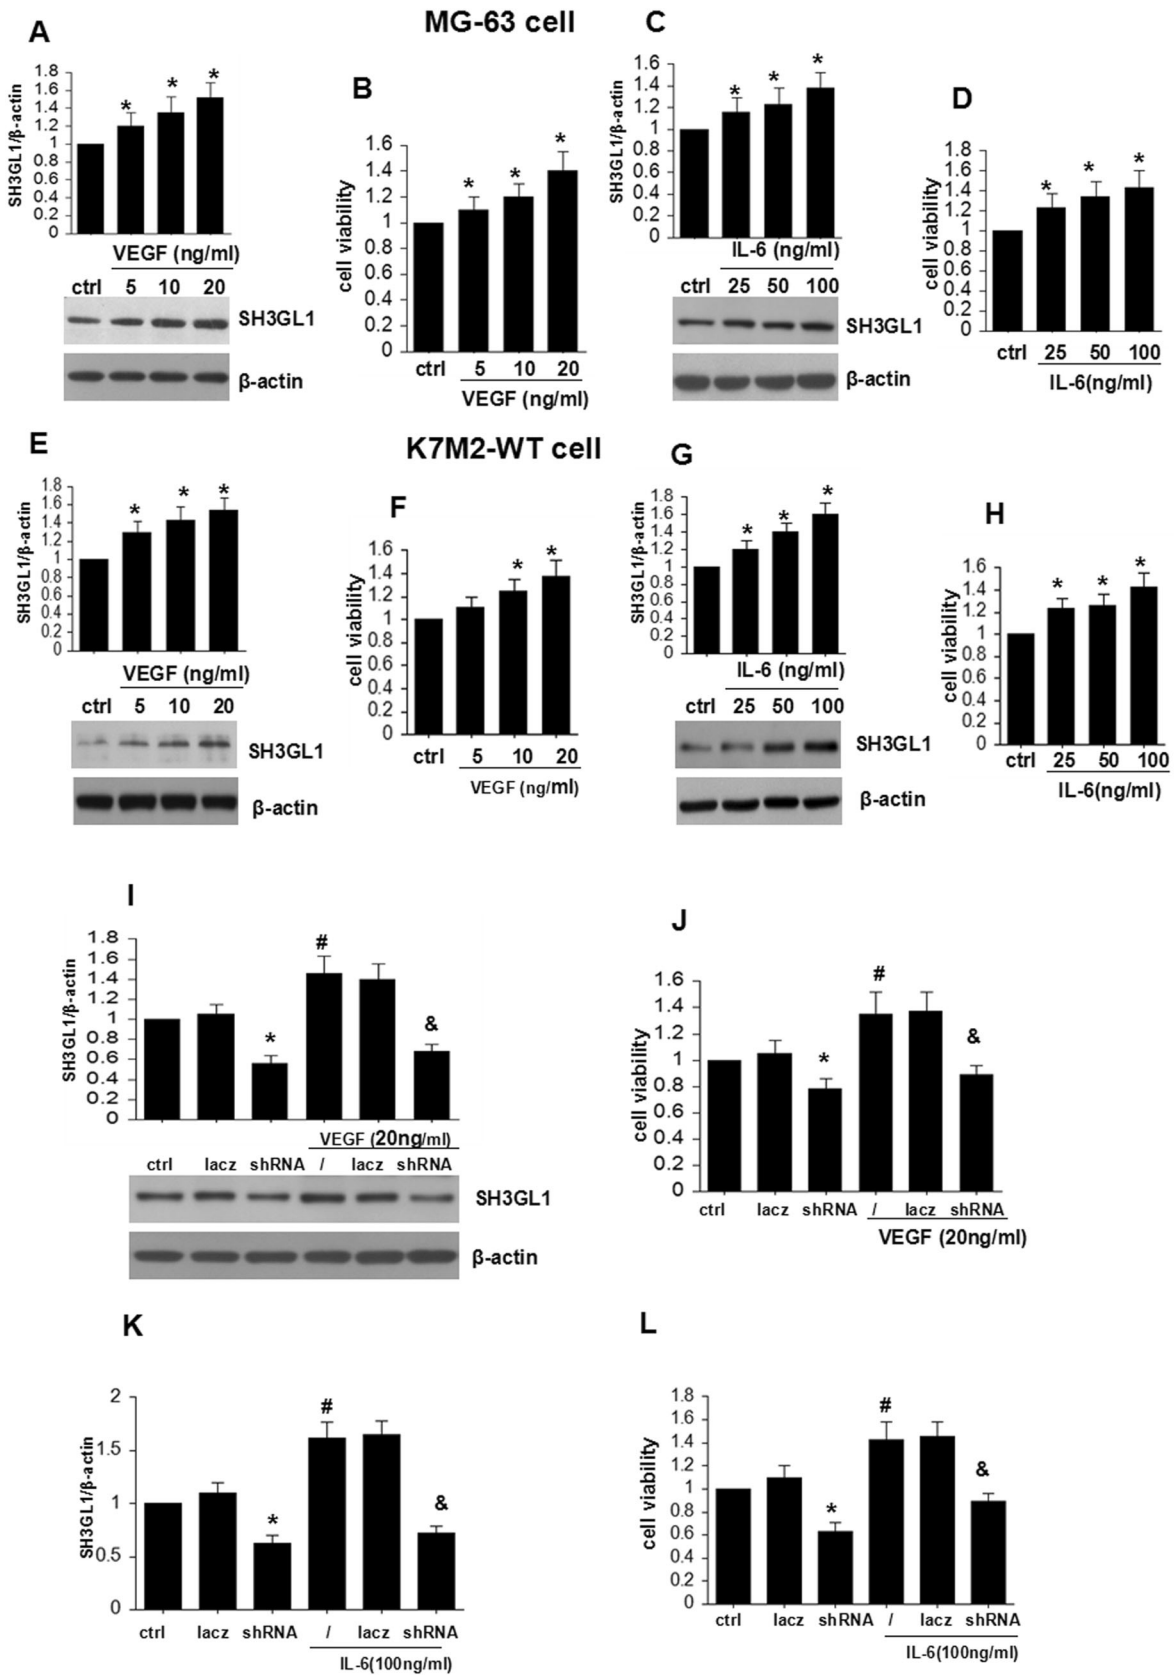 MG-63 cell
A
SH3GL1/β-actin
1.8
1.6
1.4
1.2
1
0.8
0.6
0.4
0.2
0
* * *
VEGF (ng/ml)
ctrl 5 10 20
SH3GL1
β-actin
B
cell viability
1.6
1.4
1.2
1
0.8
0.6
0.4
0.2
0
* * *
ctrl 5 10 20
VEGF (ng/ml)
C
SH3GL1/β-actin
1.6
1.4
1.2
1
0.8
0.6
0.4
0.2
0
* * *
IL-6 (ng/ml)
ctrl 25 50 100
SH3GL1
β-actin
D
cell viability
1.8
1.6
1.4
1.2
1
0.8
0.6
0.4
0.2
0
* * *
ctrl 25 50 100
IL-6(ng/ml)
K7M2-WT cell
E
SH3GL1/β-actin
1.8
1.6
1.4
1.2
1
0.8
0.6
0.4
0.2
0
* * *
VEGF (ng/ml)
ctrl 5 10 20
SH3GL1
β-actin
F
cell viability
1.6
1.4
1.2
1
0.8
0.6
0.4
0.2
0
* *
ctrl 5 10 20
VEGF (ng/ml)
G
SH3GL1/β-actin
1.8
1.6
1.4
1.2
1
0.8
0.6
0.4
0.2
0
* * *
IL-6 (ng/ml)
ctrl 25 50 100
SH3GL1
β-actin
H
cell viability
1.6
1.4
1.2
1
0.8
0.6
0.4
0.2
0
* * *
ctrl 25 50 100
IL-6(ng/ml)
I
SH3GL1/β-actin
1.8
1.6
1.4
1.2
1
0.8
0.6
0.4
0.2
0
* # &
VEGF (20ng/ml)
ctrl lacz shRNA / lacz shRNA
SH3GL1
β-actin
J
cell viability
1.6
1.4
1.2
1
0.8
0.6
0.4
0.2
0
* # &
ctrl lacz shRNA / lacz shRNA
VEGF (20ng/ml)
K
SH3GL1/β-actin
2
1.5
1
0.5
0
* # &
ctrl lacz shRNA / lacz shRNA
IL-6(100ng/ml)
L
cell viability
1.8
1.6
1.4
1.2
1
0.8
0.6
0.4
0.2
0
* # &
ctrl lacz shRNA / lacz shRNA
IL-6(100ng/ml)